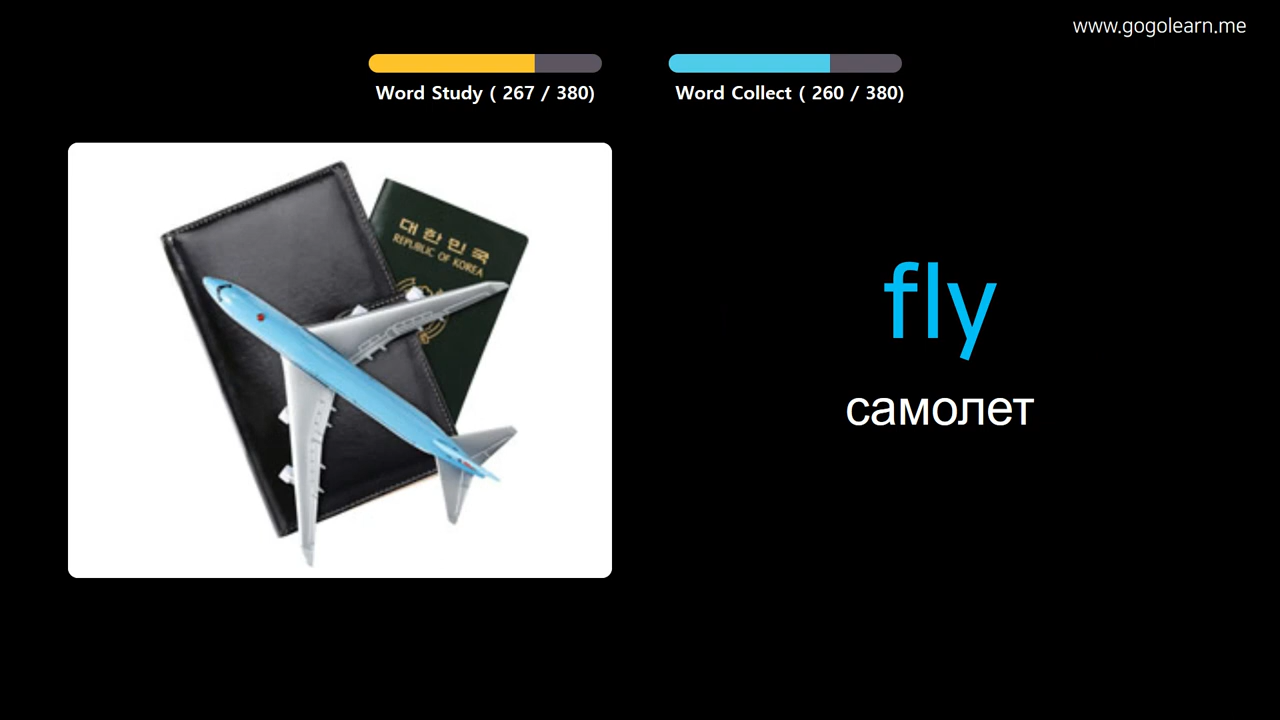 www.gogolearn.me
Word Study ( 267 / 380)
Word Collect ( 260 / 380)
대한민국
REPUBLIC OF KOREA
fly
самолет